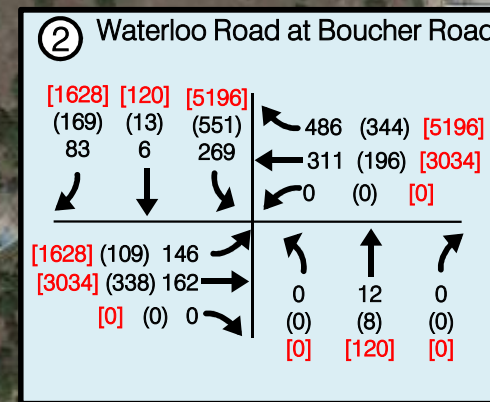 2 Waterloo Road at Boucher Road
[1628] [120] [5196]
(169) (13) (551)
83 6 269
486 (344) [5196]
311 (196) [3034]
0 (0) [0]
[1628] (109) 146
[3034] (338) 162
[0] (0) 0
0 12 0
(0) (8) (0)
[0] [120] [0]